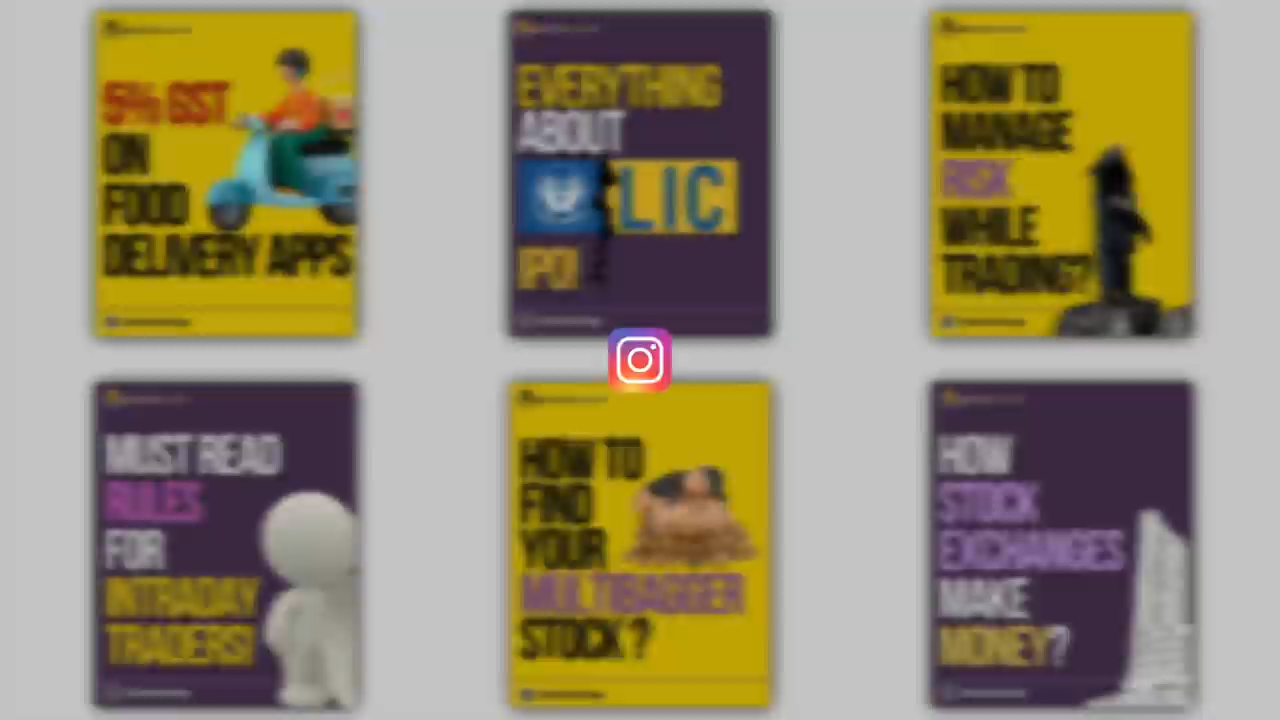 5% GST
ON
FOOD
DELIVERY APPS
EVERYTHING
ABOUT
LIC
IPO!
HOW TO
MANAGE
RISK
WHILE
TRADING?
MUST READ
RULES
FOR
INTRADAY
TRADERS!
HOW TO
FIND
YOUR
MULTIBAGGER
STOCK ?
HOW
STOCK
EXCHANGES
MAKE
MONEY?